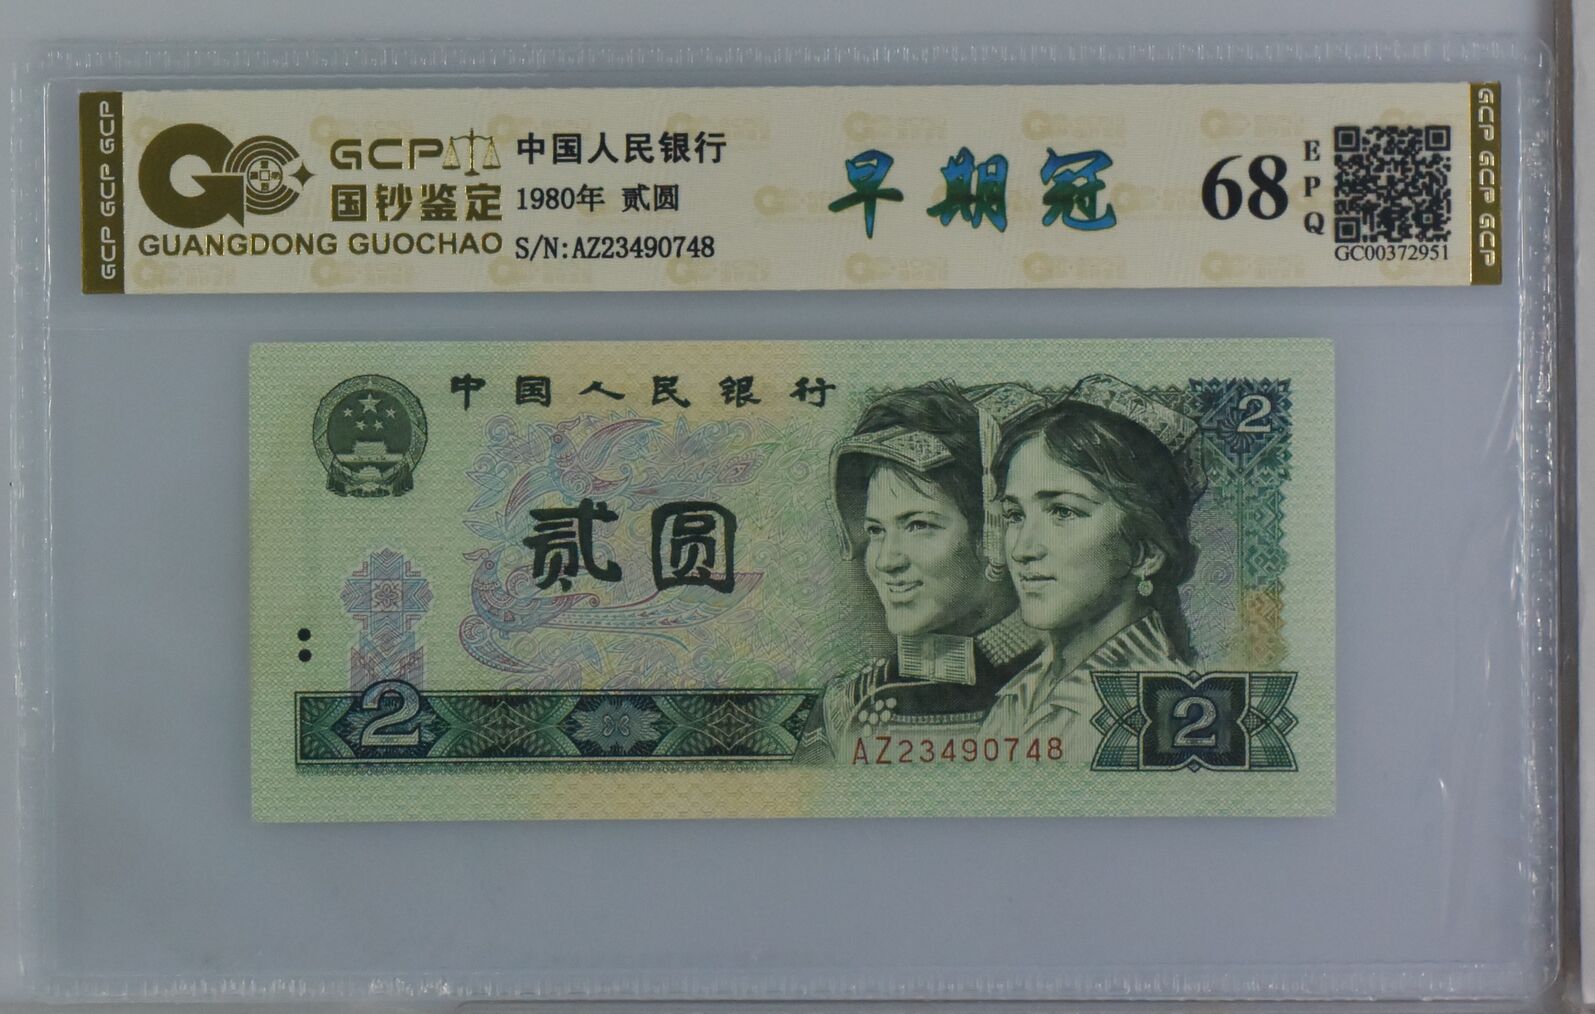 GCP GCP GCP
GCP
国钞鉴定
GUANGDONG GUOCHAO
中国人民银行
1980年 贰圆
S/N:AZ23490748
早期冠
68
EPQ
GC00372951
GCP GCP GCP
中国人民银行
2
贰圆
2
AZ23490748
2